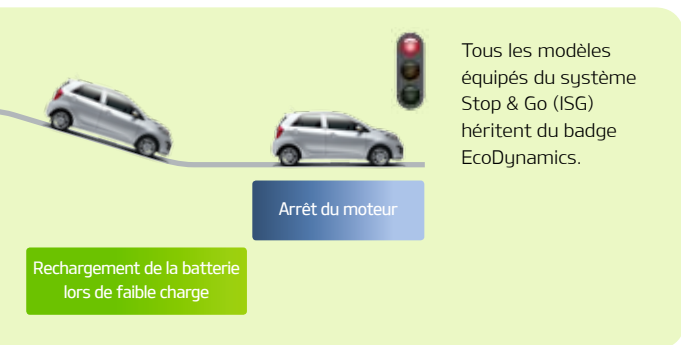 Tous les modèles
équipés du système
Stop & Go (ISG)
héritent du badge
EcoDynamics.
Arrêt du moteur
Rechargement de la batterie
lors de faible charge